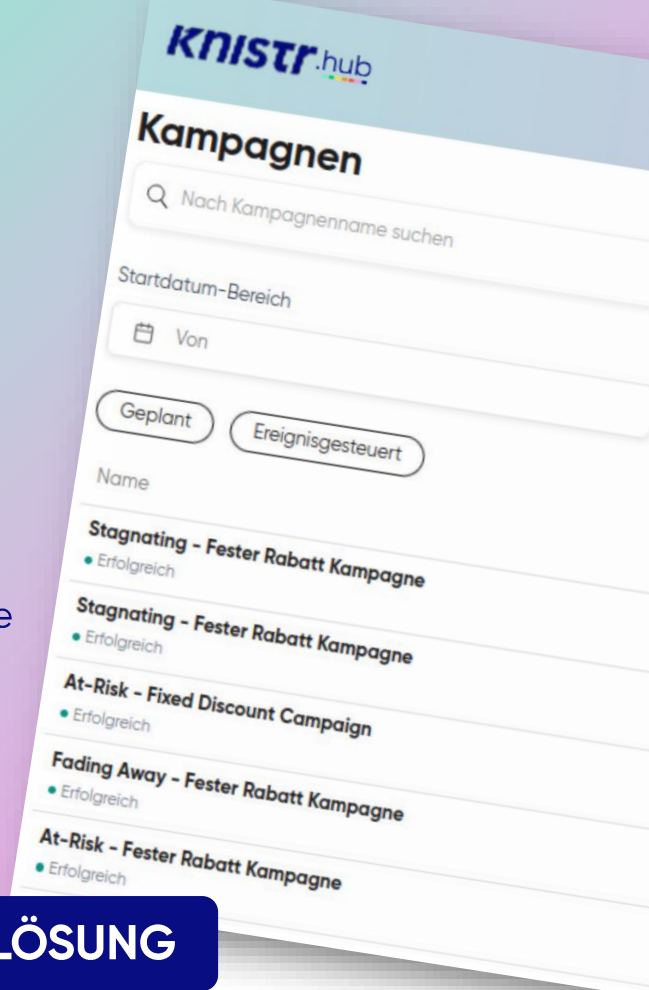 KNISTr.hub
Kampagnen
Nach Kampagnenname suchen
Startdatum-Bereich
Von
Geplant
Ereignisgesteuert
Name
Stagnating - Fester Rabatt Kampagne
Erfolgreich
Stagnating - Fester Rabatt Kampagne
Erfolgreich
e
At-Risk - Fixed Discount Campaign
Erfolgreich
Fading Away - Fester Rabatt Kampagne
Erfolgreich
At-Risk - Fester Rabatt Kampagne
Erfolgreich
LÖSUNG